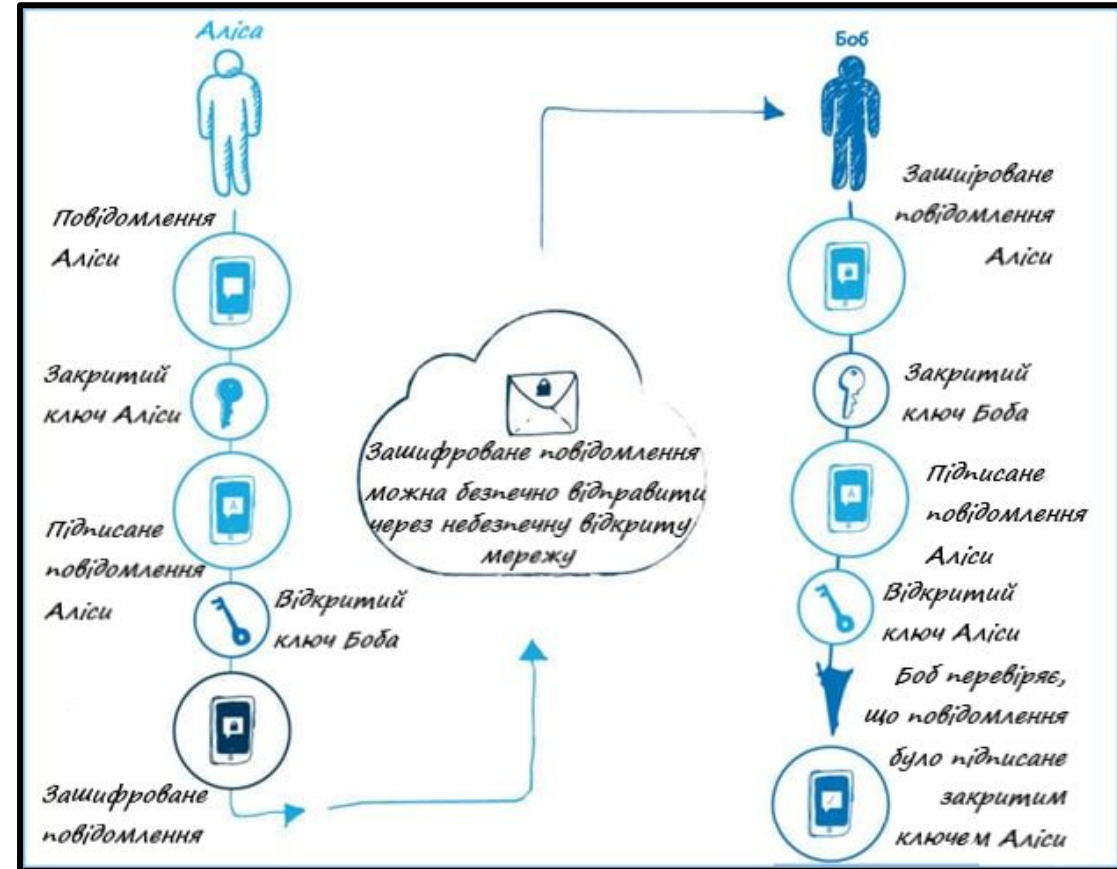 Аліса
Повідомлення
Аліси
Закритий
ключ Аліси
Підписане
повідомлення
Аліси
Відкритий
ключ Боба
Зашифроване
повідомлення
Зашифроване повідомлення
можна безпечно відправити
через небезпечну відкриту
мережу
Боб
Зашиіроване
повідомлення
Аліси
Закритий
ключ Боба
Підписане
повідомлення
Аліси
Відкритий
ключ Аліси
Боб перевіряє,
що повідомлення
було підписане
закритим
ключем Аліси